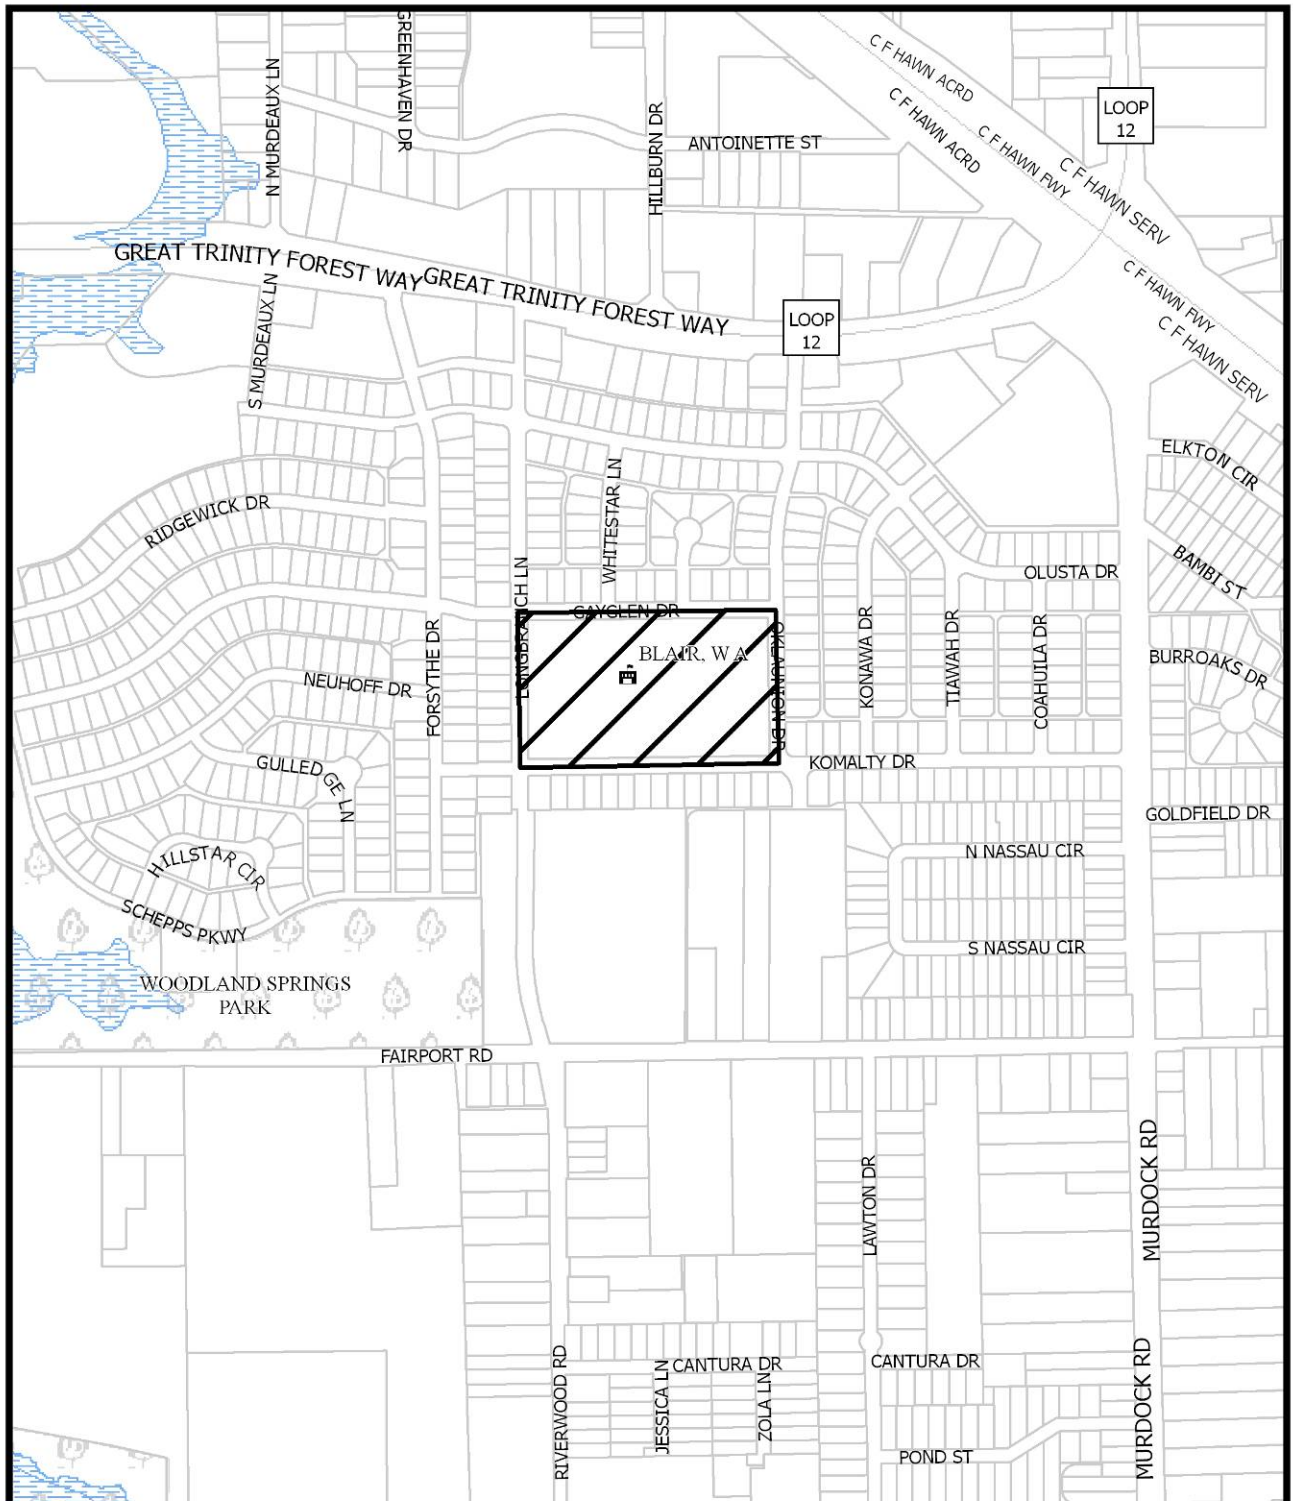 GREENHAVEN DR
C F HAWN ACRD
N MURDEAUX LN
LOOP
12
C F HAWN ACRD
HILLBURN DR
ANTOINETTE ST
C F HAWN FWY
C F HAWN SERV
GREAT TRINITY FOREST WAY
GREAT TRINITY FOREST WAY
C F HAWN FWY
S MURDEAUX LN
LOOP
12
C F HAWN SERV
ELKTON CIR
WHITESTAR LN
RIDGEWICK DR
BAMBI ST
OLUSTA DR
LONGBRANCH LN
GAYGLEN DR
OKLAUNION DR
KONAWA DR
TIAWAH DR
COAHUILA DR
BLAIR, W A
BURROAKS DR
FORSYTHE DR
NEUHOFF DR
GULLEDGE LN
KOMALTY DR
GOLDFIELD DR
HILLSTAR CIR
N NASSAU CIR
SCHEPPS PKWY
S NASSAU CIR
WOODLAND SPRINGS
PARK
FAIRPORT RD
MURDOCK RD
LAWTON DR
RIVERWOOD RD
JESSICA LN
CANTURA DR
ZOLA LN
CANTURA DR
MURDOCK RD
POND ST